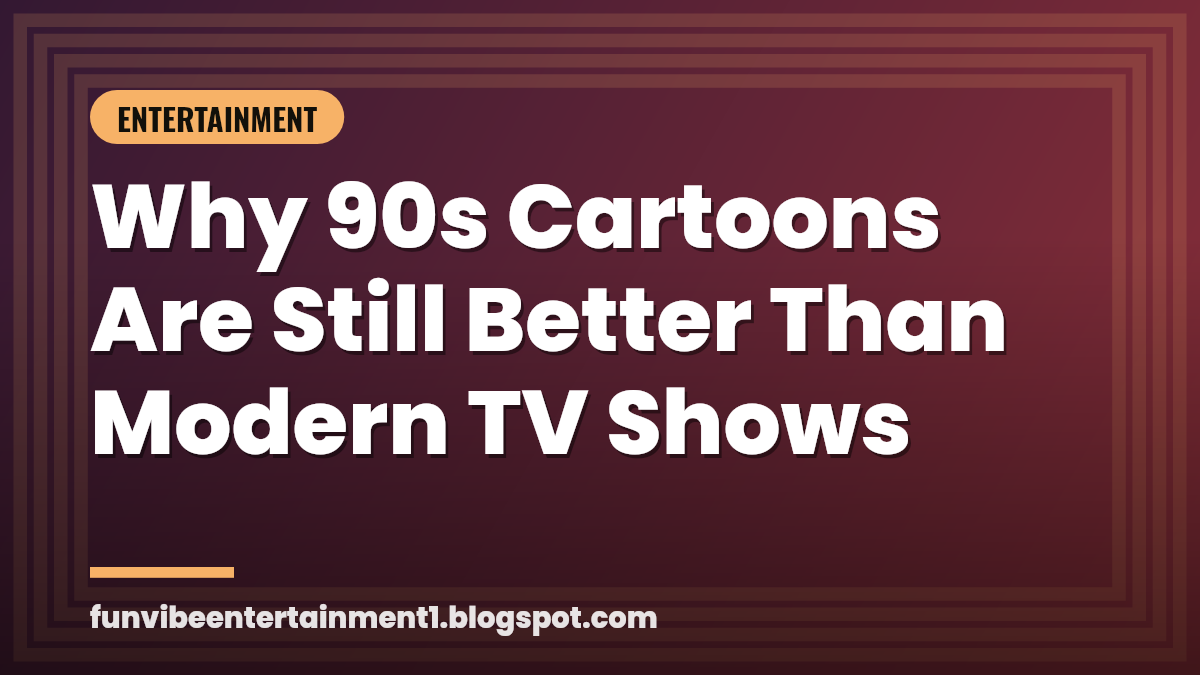 ENTERTAINMENT
Why 90s Cartoons
Are Still Better Than
Modern TV Shows
funvibeentertainment1.blogspot.com